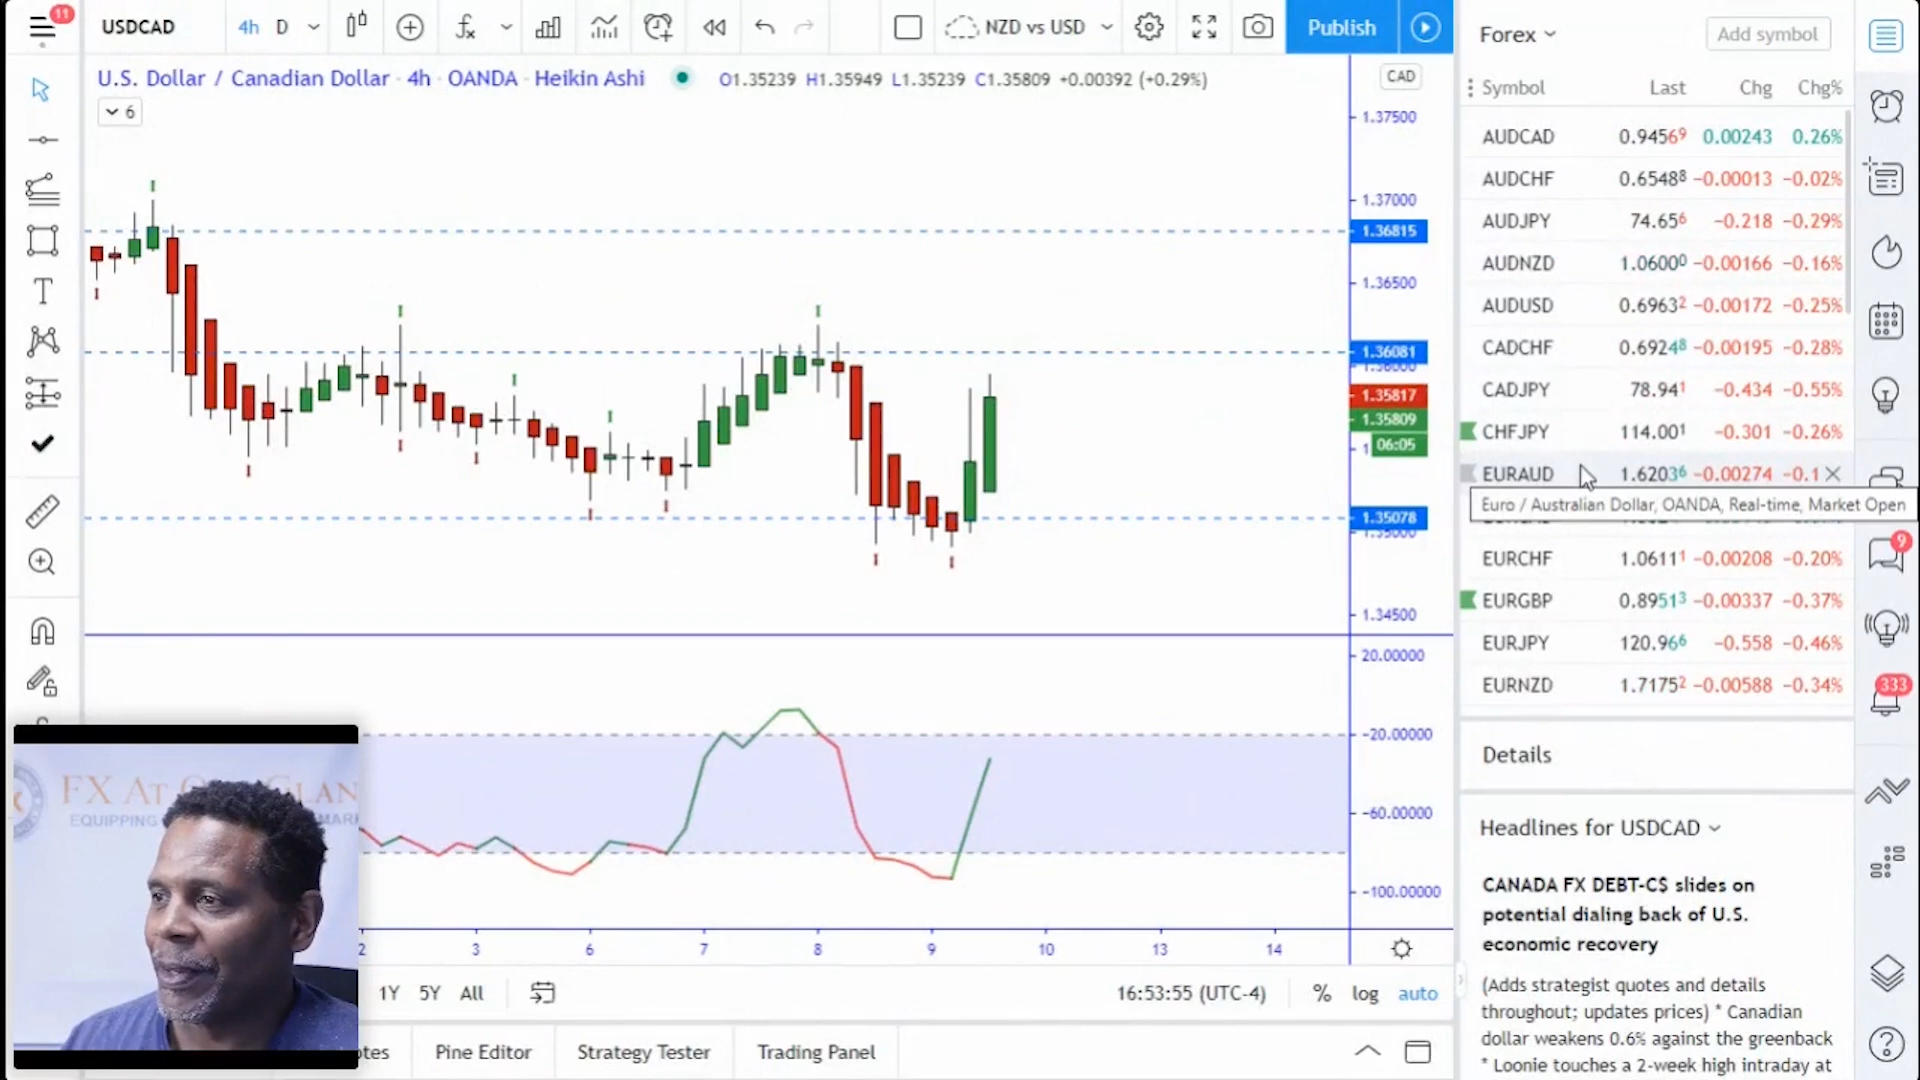 11
USDCAD
4h
D
NZD vs USD
Publish
U.S. Dollar / Canadian Dollar · 4h · OANDA · Heikin Ashi
O1.35239 H1.35949 L1.35239 C1.35809 +0.00392 (+0.29%)
6
CAD
1.37500
1.37000
1.36815
1.36500
1.36081
1.35817
1.35809
06:05
1.35078
1.34500
20.00000
-20.00000
-60.00000
-100.00000
2 3 6 7 8 9 10 13 14
1Y 5Y All
16:53:55 (UTC-4)
% log auto
Pine Editor
Strategy Tester
Trading Panel
Forex
Add symbol
Symbol Last Chg Chg%
AUDCAD 0.94569 0.00243 0.26%
AUDCHF 0.65488 −0.00013 −0.02%
AUDJPY 74.656 −0.218 −0.29%
AUDNZD 1.06000 −0.00166 −0.16%
AUDUSD 0.69632 −0.00172 −0.25%
CADCHF 0.69248 −0.00195 −0.28%
CADJPY 78.941 −0.434 −0.55%
CHFJPY 114.001 −0.301 −0.26%
EURAUD 1.62036 −0.00274 −0.1
Euro / Australian Dollar, OANDA, Real-time, Market Open
EURCHF 1.06111 −0.00208 −0.20%
EURGBP 0.89513 −0.00337 −0.37%
EURJPY 120.966 −0.558 −0.46%
EURNZD 1.71752 −0.00588 −0.34%
9
333
Details
Headlines for USDCAD
CANADA FX DEBT-C$ slides on
potential dialing back of U.S.
economic recovery
(Adds strategist quotes and details
throughout; updates prices) * Canadian
dollar weakens 0.6% against the greenback
* Loonie touches a 2-week high intraday at
FX AT
EQUIPPING